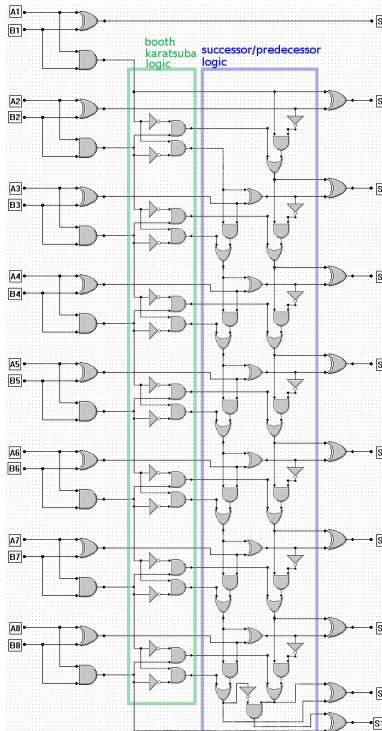 A1
S
B1
booth
karatsuba
logic
successor/predecessor
logic
A2
S
B2
A3
S
B3
A4
S
B4
A5
S
B5
A6
S
B6
A7
S
B7
A8
S
B8
S
S